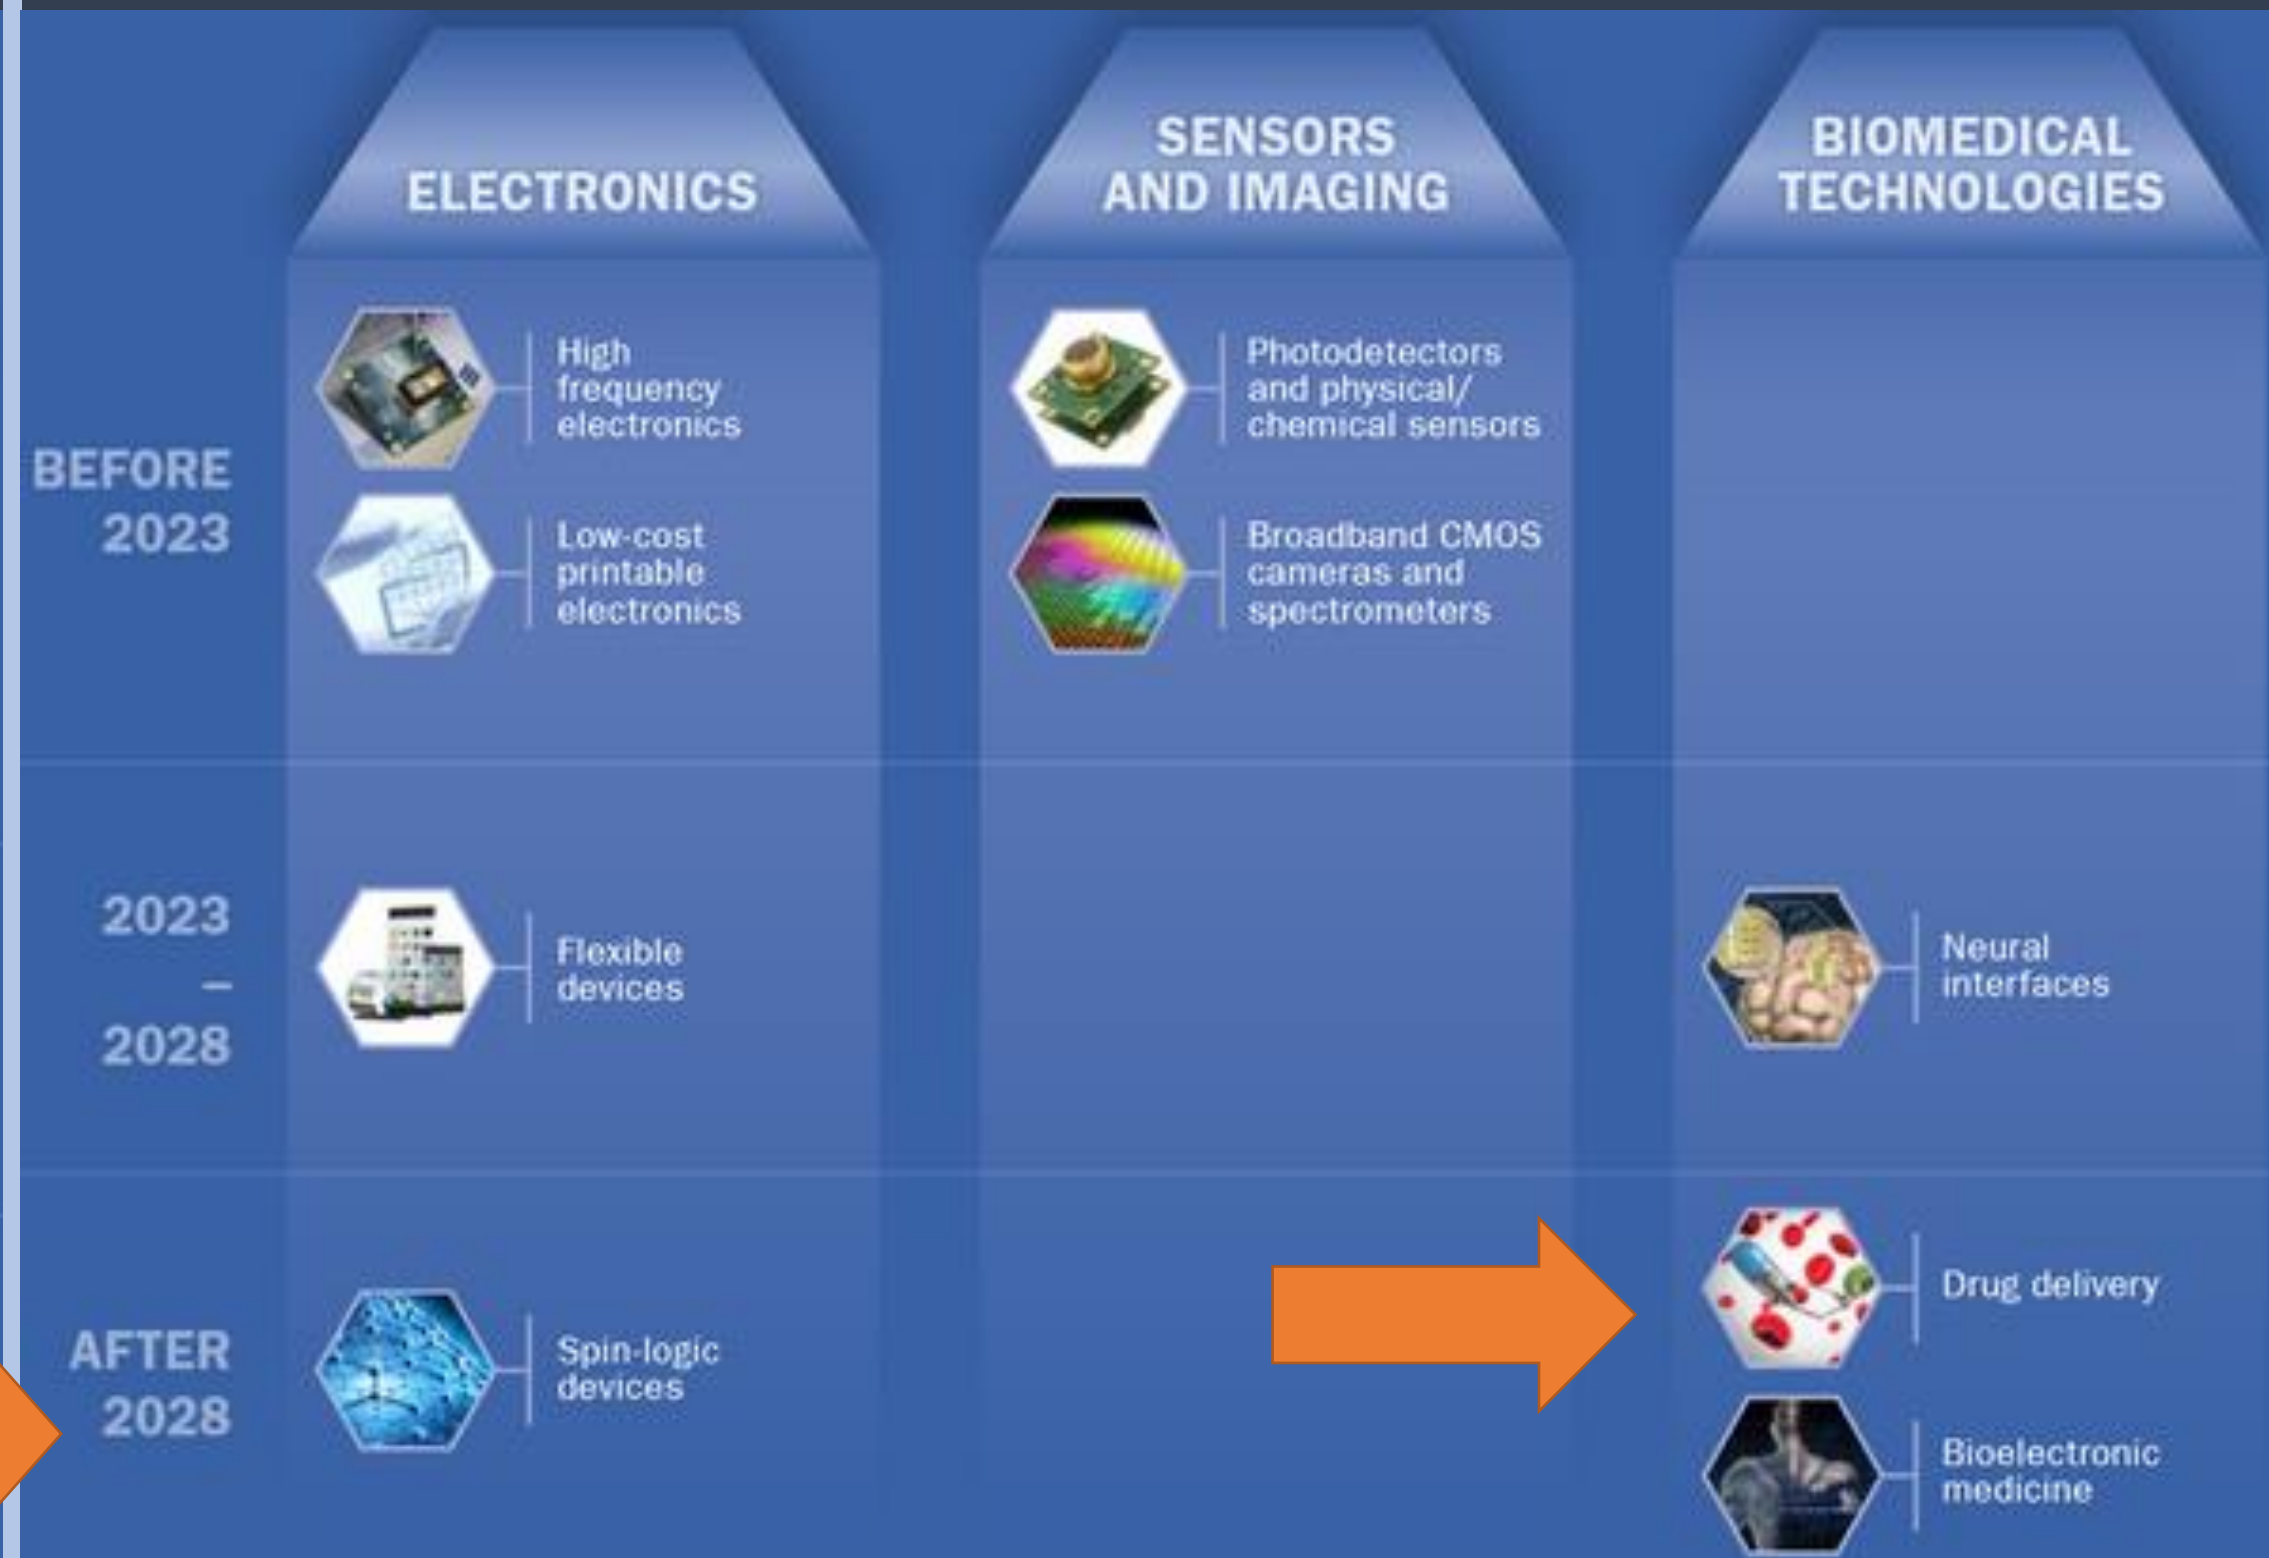 ELECTRONICS
SENSORS
AND IMAGING
BIOMEDICAL
TECHNOLOGIES
BEFORE
2023
High
frequency
electronics
Low-cost
printable
electronics
Photodetectors
and physical/
chemical sensors
Broadband CMOS
cameras and
spectrometers
2023
–
2028
Flexible
devices
Neural
interfaces
AFTER
2028
Spin-logic
devices
Drug delivery
Bioelectronic
medicine